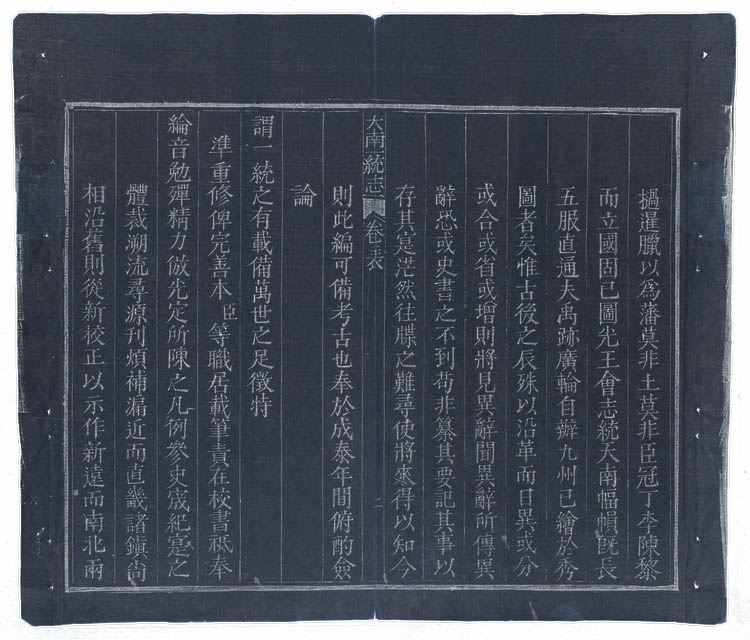 撾暹臘以爲藩莫非土莫非臣冠丁李陳黎
而立國固已圖光王會志統大南幅幀旣長
五服直通夫禹跡廣輪自辦九州已繪於秀
圖者矣惟古後之辰殊以沿革而日異或分
或合或省或增則將見異辭聞異辭所傳異
辭恐或史書之不到苟非纂其要記其事以
存其寔茫然往牒之難尋使將來得以知今
大南一統志 卷 表 二
則此編可備考古也奉於成泰年間俯酌僉
論
謂一統之有載備萬世之足徵特
準重修俾完善本臣等職居載筆責在校書祗奉
綸音勉殫精力倣先定所陳之凡例參史宬紀寔之
體裁溯流尋源刊煩補漏近而直畿諸鎭尙
相沿舊則從新校正以示作新遠而南北兩